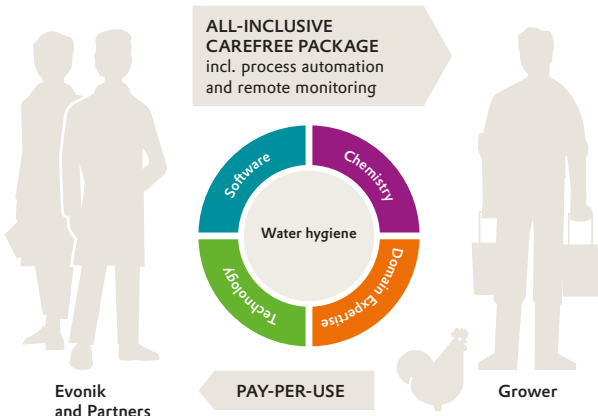 ALL-INCLUSIVE
CAREFREE PACKAGE
incl. process automation
and remote monitoring
Software
Chemistry
Water hygiene
Technology
Domain Expertise
Evonik
and Partners
PAY-PER-USE
Grower